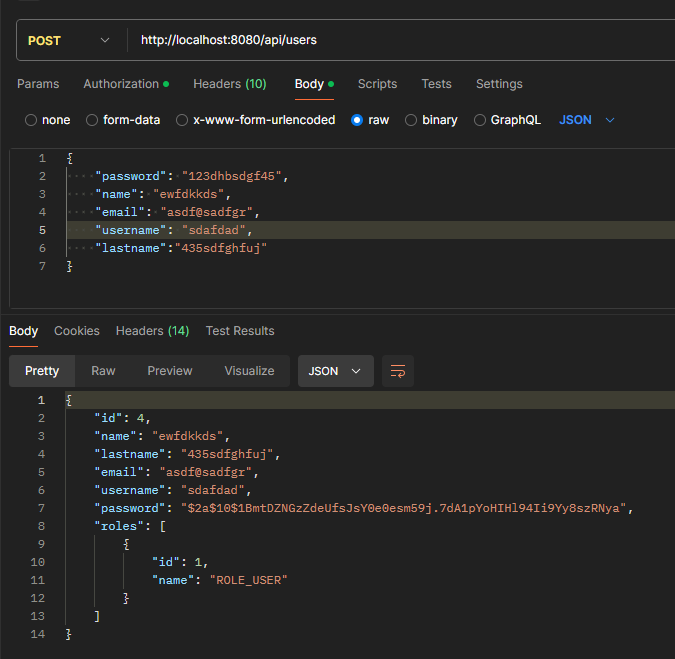 POST http://localhost:8080/api/users
Params Authorization Headers (10) Body Scripts Tests Settings
none form-data x-www-form-urlencoded raw binary GraphQL JSON
1 {
2 "password": "123dhbsdgf45",
3 "name": "ewfdkkds",
4 "email": "asdf@sadfgr",
5 "username": "sdafdad",
6 "lastname":"435sdfghfuj"
7 }
Body Cookies Headers (14) Test Results
Pretty Raw Preview Visualize JSON
1 {
2 "id": 4,
3 "name": "ewfdkkds",
4 "lastname": "435sdfghfuj",
5 "email": "asdf@sadfgr",
6 "username": "sdafdad",
7 "password": "$2a$10$1BmtDZNGzZdeUfsJsY0e0esm59j.7dA1pYoHIHl94Ii9Yy8szRNya",
8 "roles": [
9 {
10 "id": 1,
11 "name": "ROLE_USER"
12 }
13 ]
14 }